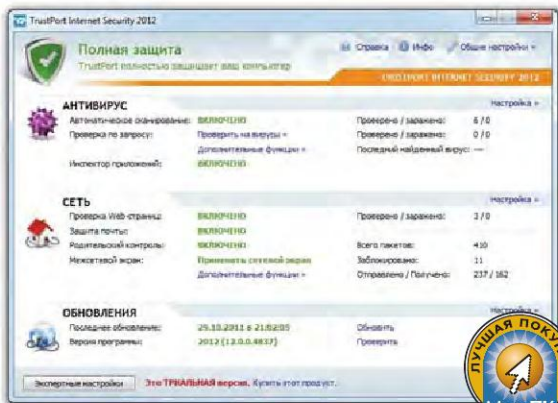 TrustPort Internet Security 2012
Полная защита
TrustPort полностью защищает ваш компьютер
Справка Инфо Общие настройки
TRUSTPORT INTERNET SECURITY 2012
АНТИВИРУС Настройка »
Автоматическое сканирование: ВКЛЮЧЕНО Проверено / заражено: 6 / 0
Проверка по запросу: Проверить на вирусы » Проверено / заражено: 0 / 0
Дополнительные функции » Последний найденный вирус: ---
Инспектор приложений: ВКЛЮЧЕНО
СЕТЬ Настройка »
Проверка Web-страниц: ВКЛЮЧЕНО Проверено / заражено: 3 / 0
Защита почты: ВКЛЮЧЕНО
Родительский контроль: ВКЛЮЧЕНО Всего пакетов: 410
Межсетевой экран: Применить сетевой экран Заблокировано: 11
Дополнительные функции » Отправлено / Получено: 237 / 162
ОБНОВЛЕНИЯ Настройка »
Последнее обновление: 29.10.2011 в 21:02:05 Обновить
Версия программы: 2012 (12.0.0.4837) Проверить
Экспертные настройки Это ТРИАЛЬНАЯ версия. Купить этот продукт.
ЛУЧШАЯ ПОКУ